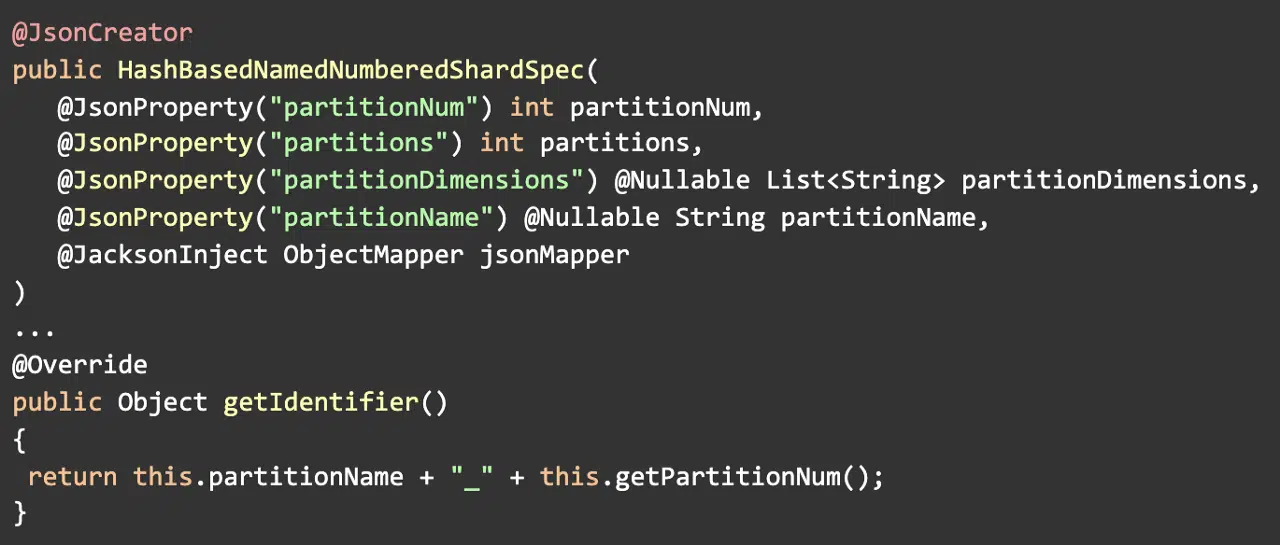 @JsonCreator
public HashBasedNamedNumberedShardSpec(
   @JsonProperty("partitionNum") int partitionNum,
   @JsonProperty("partitions") int partitions,
   @JsonProperty("partitionDimensions") @Nullable List<String> partitionDimensions,
   @JsonProperty("partitionName") @Nullable String partitionName,
   @JacksonInject ObjectMapper jsonMapper
)
...
@Override
public Object getIdentifier()
{
 return this.partitionName + "_" + this.getPartitionNum();
}